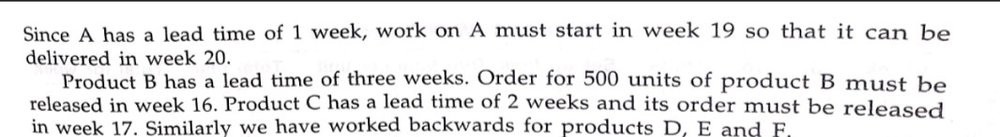 Since A has a lead time of 1 week, work on A must start in week 19 so that it can be
delivered in week 20.
Product B has a lead time of three weeks. Order for 500 units of product B must be
released in week 16. Product C has a lead time of 2 weeks and its order must be released
in week 17. Similarly we have worked backwards for products D, E and F.